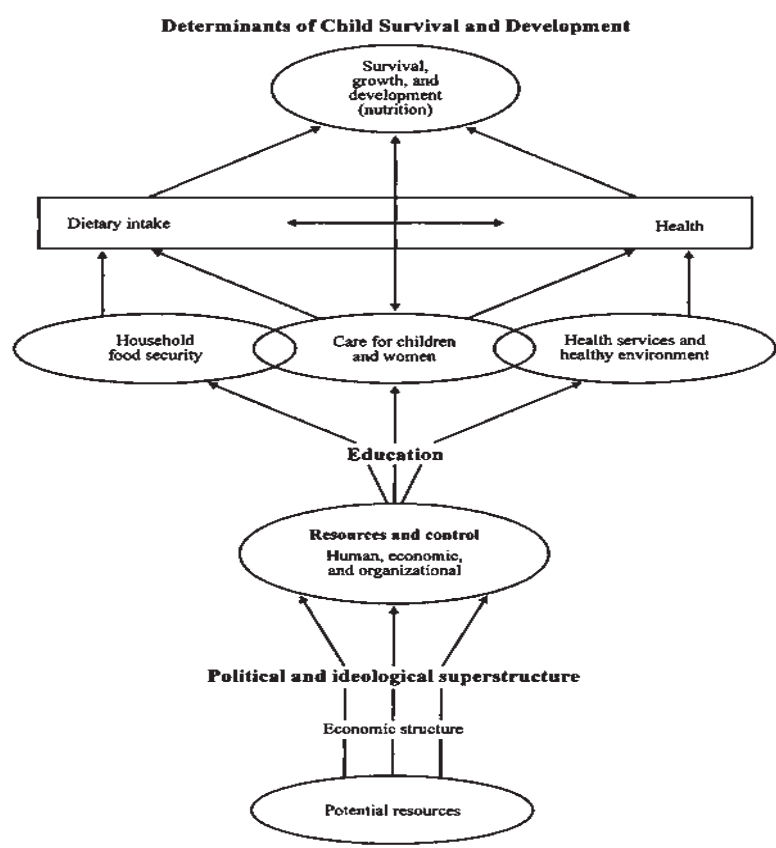 Determinants of Child Survival and Development
Survival,
growth, and
development
(nutrition)
Dietary intake
Health
Household
food security
Care for children
and women
Health services and
healthy environment
Education
Resources and control
Human, economic,
and organizational
Political and ideological superstructure
Economic structure
Potential resources